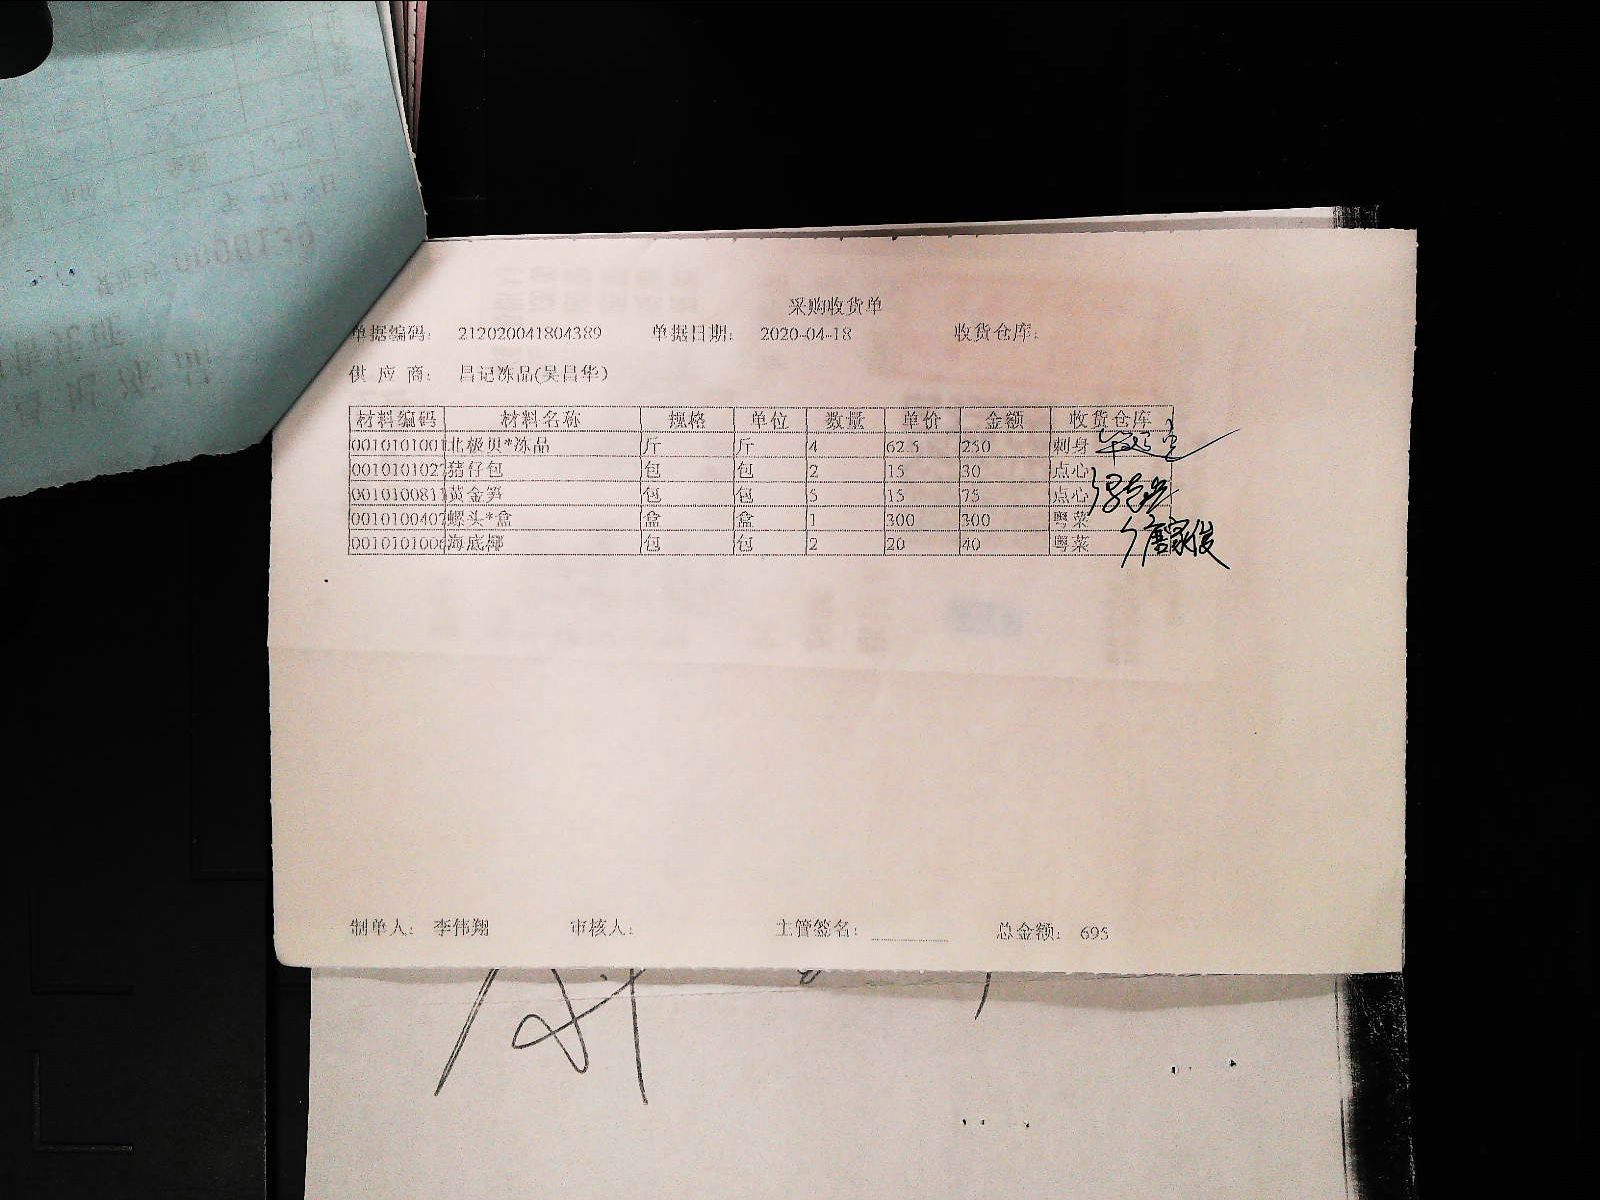 采购收货单
单据编码: 212020041804389 单据日期: 2020-04-18 收货仓库:
供 应 商: 昌记冻品(吴昌华)
材料编码 材料名称 规格 单位 数量 单价 金额 收货仓库
0010101001 北极贝*冻品 斤 斤 4 62.5 250 刺身
0010101027 猪仔包 包 包 2 15 30 点心
0010100811 黄金笋 包 包 5 15 75 点心
0010100407 螺头*盒 盒 盒 1 300 300 粤菜
0010101006 海底椰 包 包 2 20 40 粤菜 唐家俊
制单人: 李伟翔 审核人: 主管签名: 总金额: 695